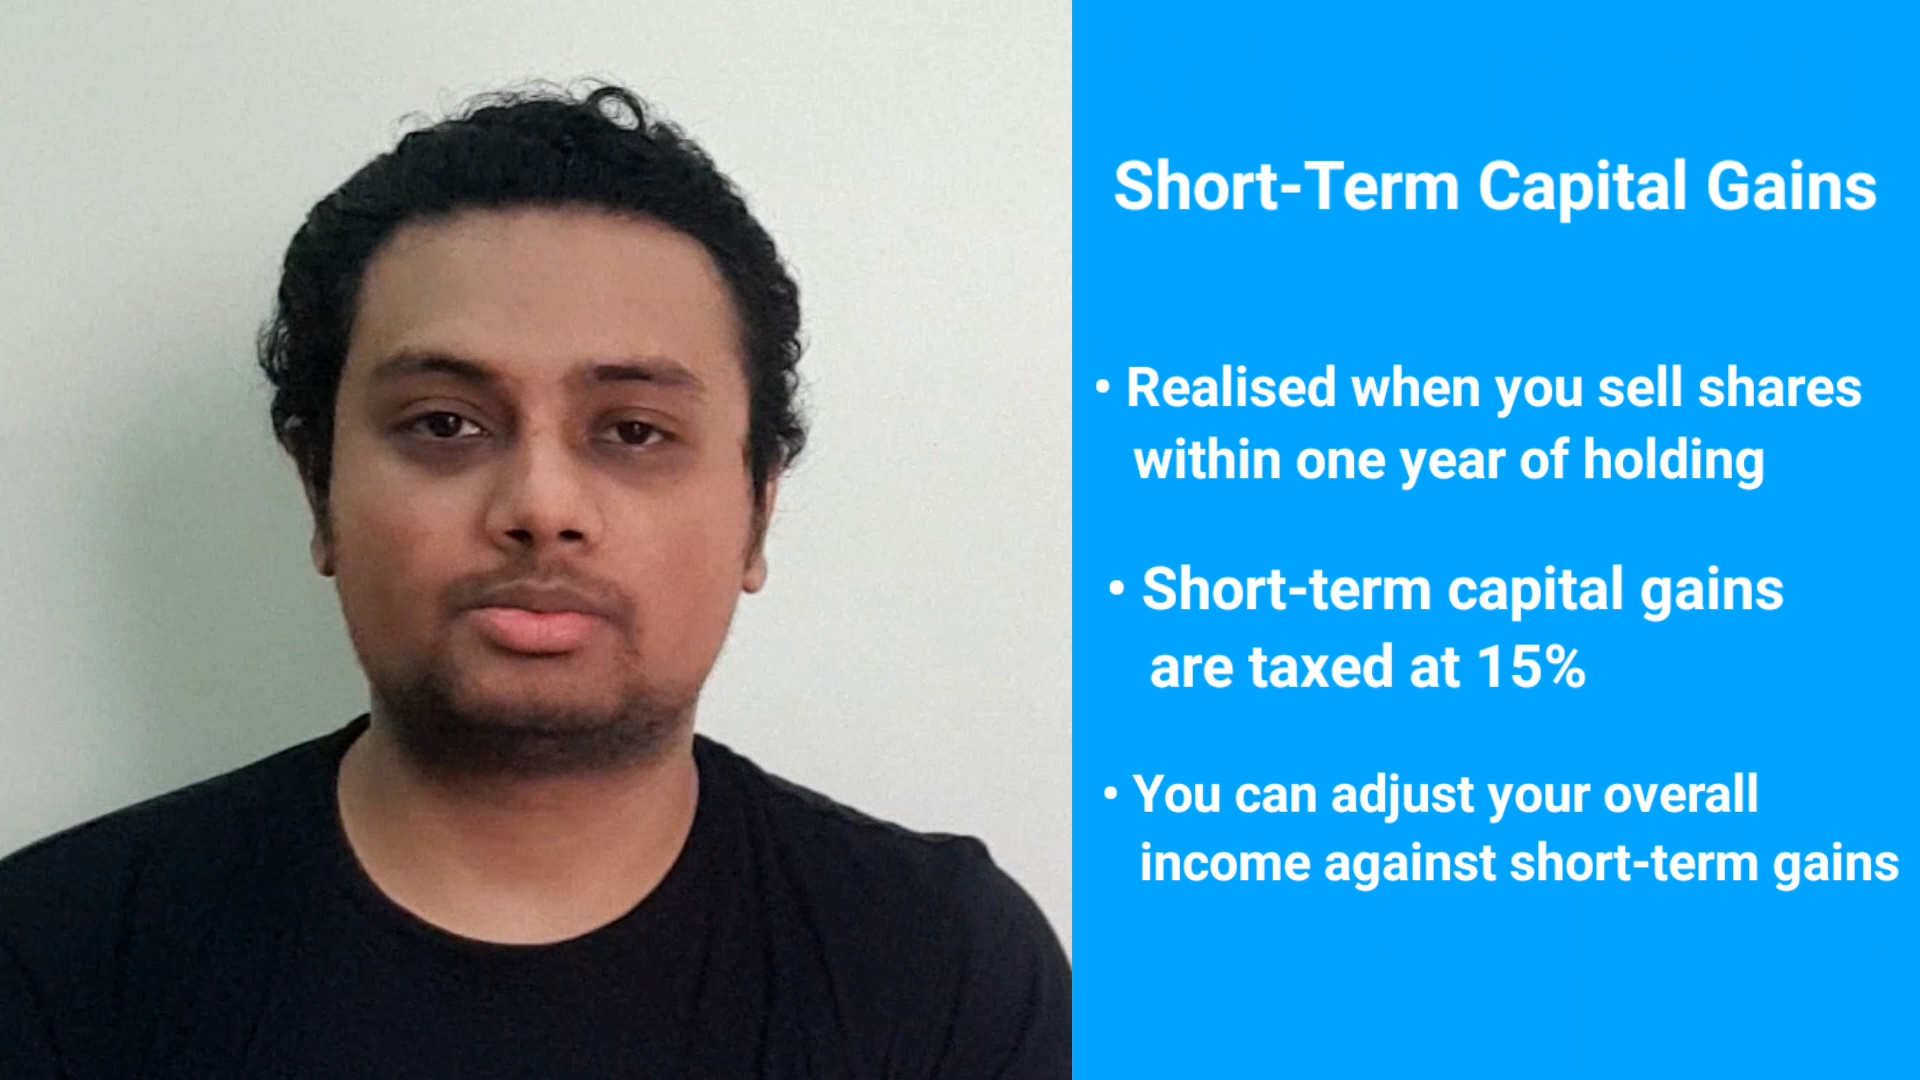 Short-Term Capital Gains
• Realised when you sell shares
within one year of holding
• Short-term capital gains
are taxed at 15%
• You can adjust your overall
income against short-term gains